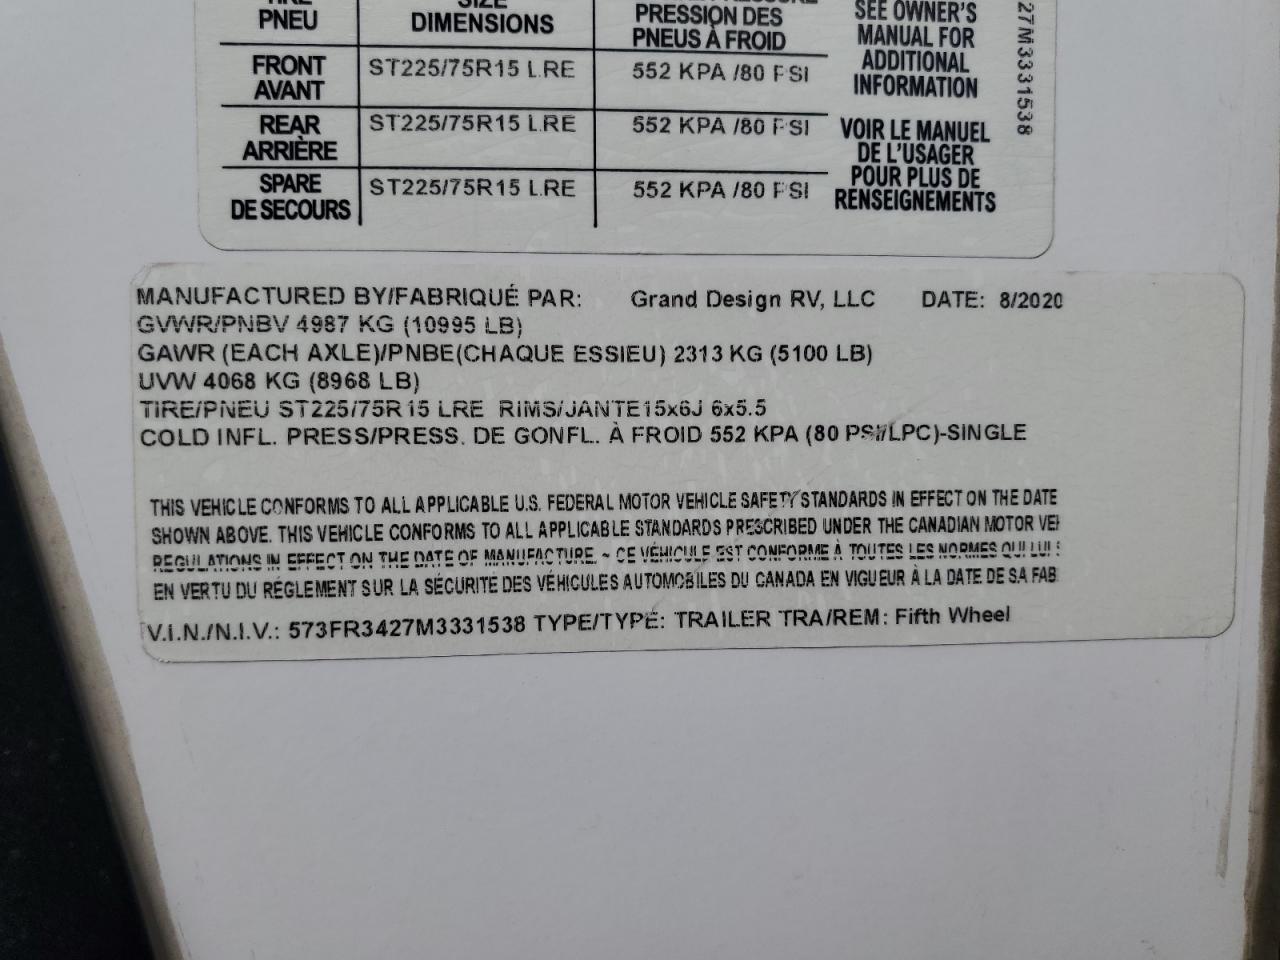 TIRE
PNEU
SIZE
DIMENSIONS
PRESSION DES
PNEUS À FROID
FRONT
AVANT
ST225/75R15 LRE
552 KPA /80 PSI
REAR
ARRIÈRE
ST225/75R15 LRE
552 KPA /80 PSI
SPARE
DE SECOURS
ST225/75R15 LRE
552 KPA /80 PSI
SEE OWNER'S
MANUAL FOR
ADDITIONAL
INFORMATION
VOIR LE MANUEL
DE L'USAGER
POUR PLUS DE
RENSEIGNEMENTS
27M3331538
MANUFACTURED BY/FABRIQUÉ PAR: Grand Design RV, LLC DATE: 8/2020
GVWR/PNBV 4987 KG (10995 LB)
GAWR (EACH AXLE)/PNBE(CHAQUE ESSIEU) 2313 KG (5100 LB)
UVW 4068 KG (8968 LB)
TIRE/PNEU ST225/75R15 LRE RIMS/JANTE15x6J 6x5.5
COLD INFL. PRESS/PRESS. DE GONFL. À FROID 552 KPA (80 PSI/LPC)-SINGLE
THIS VEHICLE CONFORMS TO ALL APPLICABLE U.S. FEDERAL MOTOR VEHICLE SAFETY STANDARDS IN EFFECT ON THE DATE
SHOWN ABOVE. THIS VEHICLE CONFORMS TO ALL APPLICABLE STANDARDS PRESCRIBED UNDER THE CANADIAN MOTOR VEH
REGULATIONS IN EFFECT ON THE DATE OF MANUFACTURE. ~ CE VÉHICULE EST CONFORME À TOUTES LES NORMES QUI LUI
EN VERTU DU RÉGLEMENT SUR LA SÉCURITÉ DES VÉHICULES AUTOMOBILES DU CANADA EN VIGUEUR À LA DATE DE SA FAB
V.I.N./N.I.V.: 573FR3427M3331538 TYPE/TYPE: TRAILER TRA/REM: Fifth Wheel